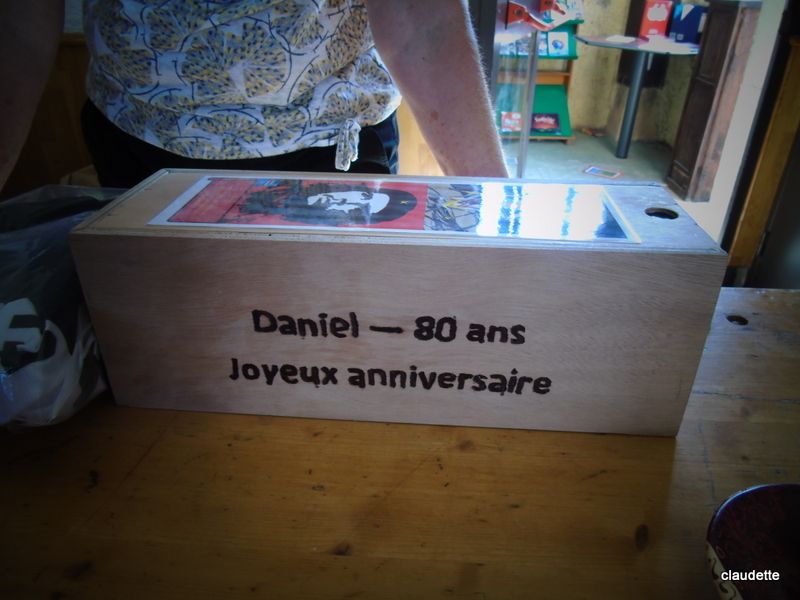 Daniel — 80 ans
Joyeux anniversaire
claudette